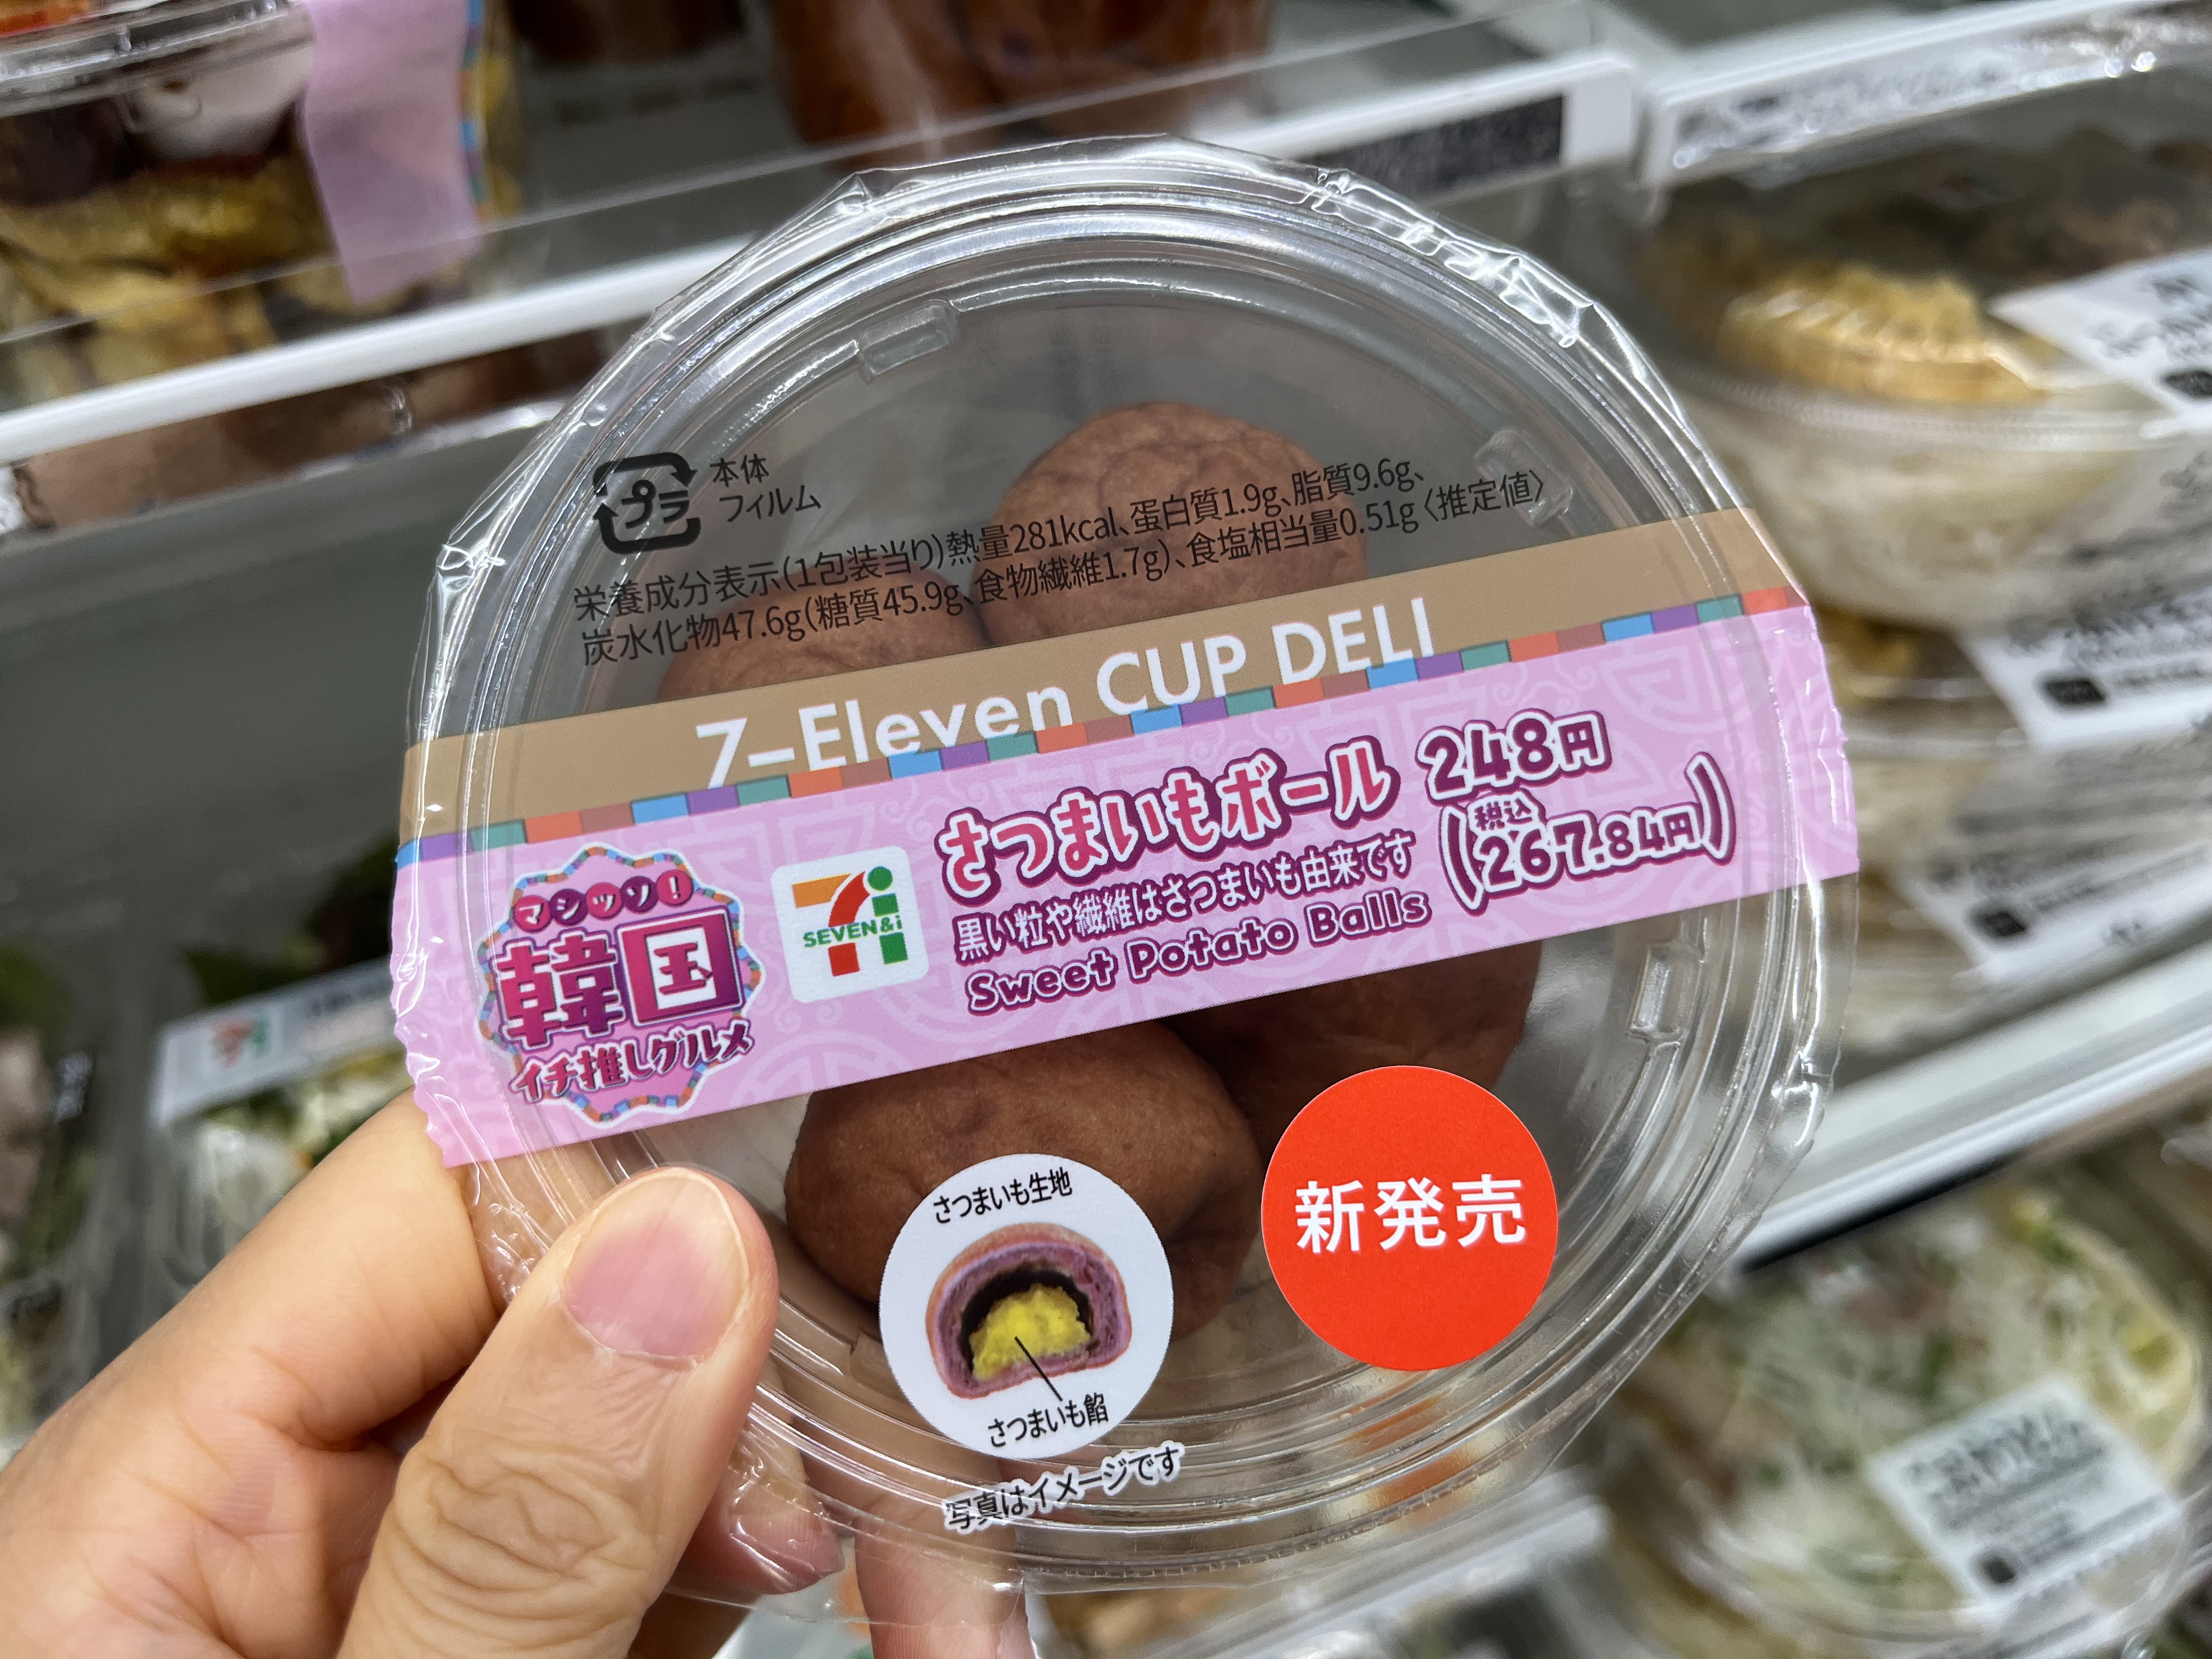 プラ
本体
フィルム
栄養成分表示(1包装当り)熱量281kcal、蛋白質1.9g、脂質9.6g、
炭水化物47.6g(糖質45.9g、食物繊維1.7g)、食塩相当量0.51g〈推定値〉
7-Eleven CUP DELI
マシッソ!
韓国
イチ推しグルメ
SEVEN&i
さつまいもボール
黒い粒や繊維はさつまいも由来です
Sweet Potato Balls
248円
(税込267.84円)
さつまいも生地
さつまいも餡
写真はイメージです
新発売